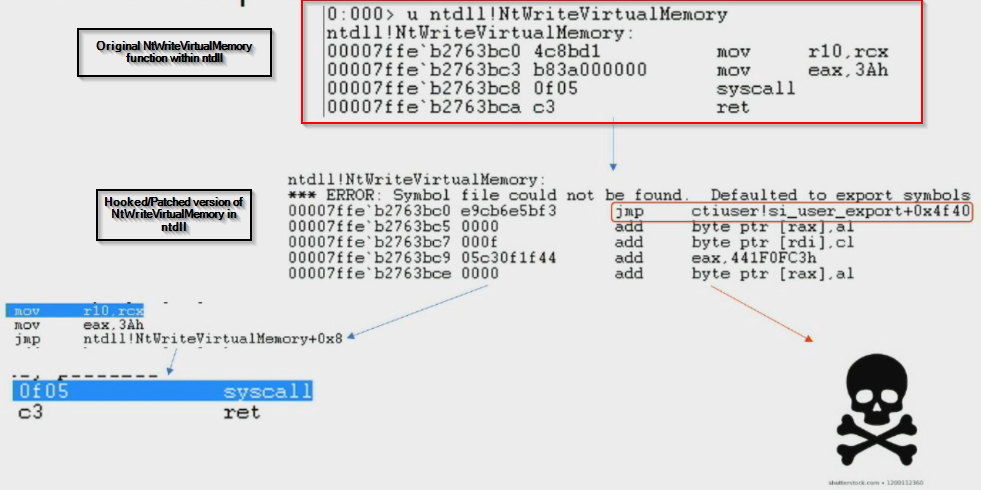 0:000> u ntdll!NtWriteVirtualMemory
ntdll!NtWriteVirtualMemory:
00007ffe`b2763bc0 4c8bd1 mov r10,rcx
00007ffe`b2763bc3 b83a000000 mov eax,3Ah
00007ffe`b2763bc8 0f05 syscall
00007ffe`b2763bca c3 ret
Original NtWriteVirtualMemory
function within ntdll
ntdll!NtWriteVirtualMemory:
*** ERROR: Symbol file could not be found. Defaulted to export symbols
00007ffe`b2763bc0 e9cb6e5bf3 jmp ctiuser!si_user_export+0x4f40
00007ffe`b2763bc5 0000 add byte ptr [rax],al
00007ffe`b2763bc7 000f add byte ptr [rdi],cl
00007ffe`b2763bc9 05c30f1f44 add eax,441F0FC3h
00007ffe`b2763bce 0000 add byte ptr [rax],al
Hooked/Patched version of
NtWriteVirtualMemory in
ntdll
mov r10,rcx
mov eax,3Ah
jmp ntdll!NtWriteVirtualMemory+0x8
0f05 syscall
c3 ret
shutterstock.com • 1200112360